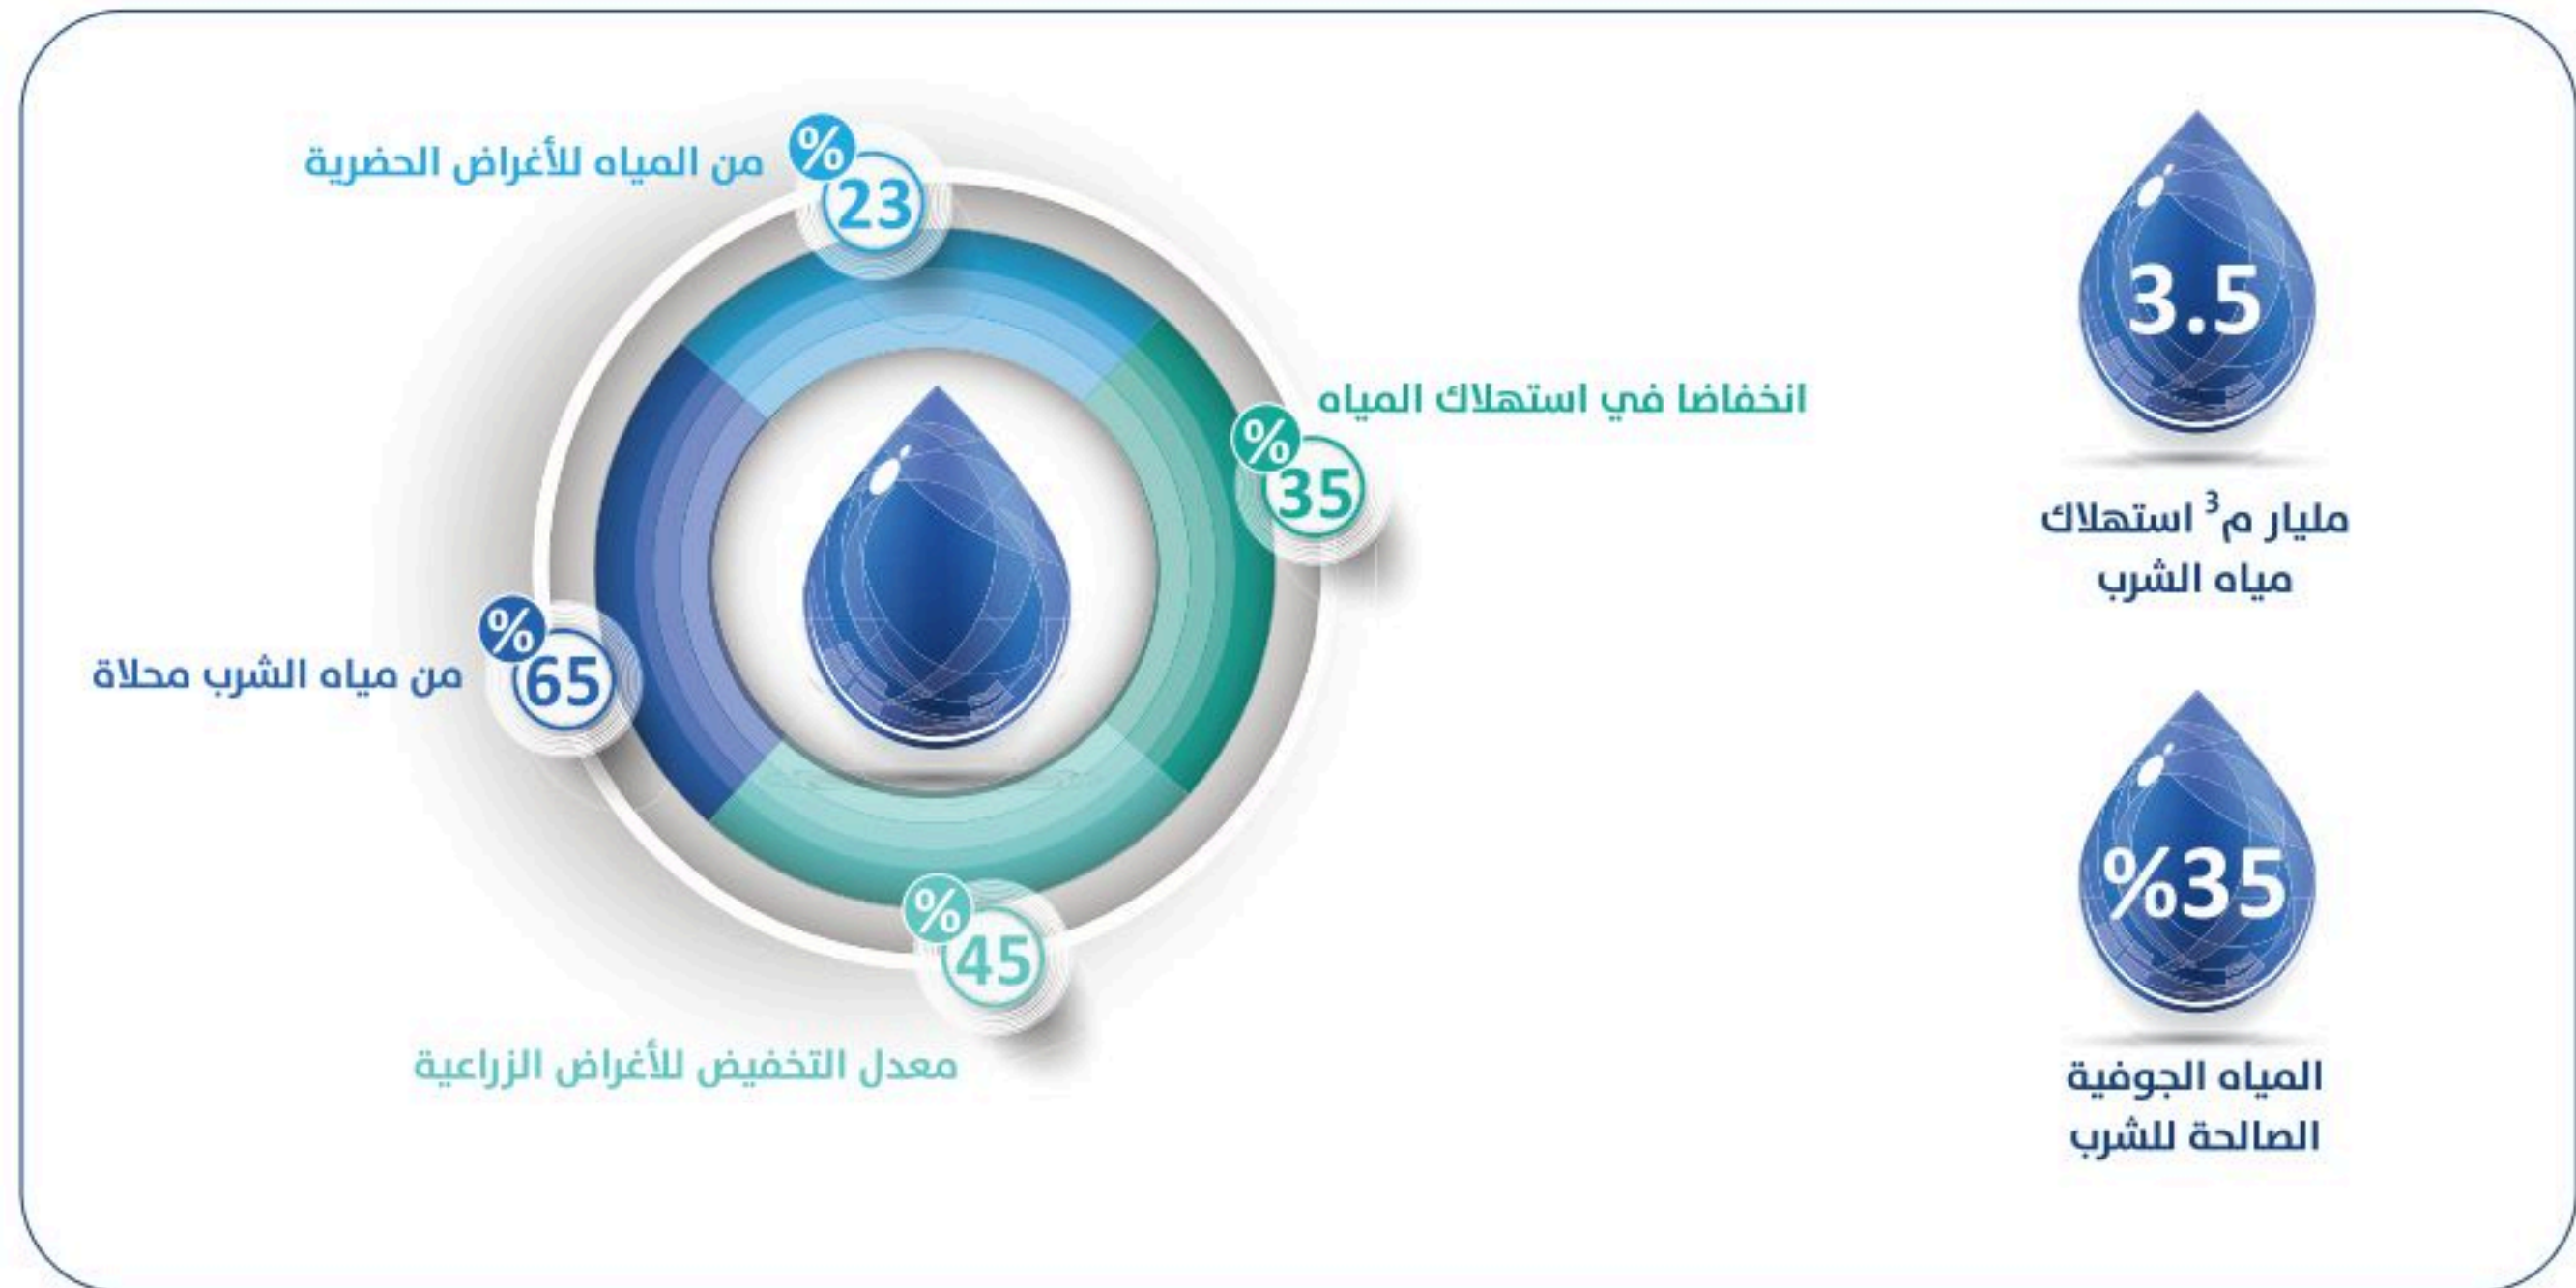 3.5
مليار م³ استهلاك
مياه الشرب
%35
المياه الجوفية
الصالحة للشرب
%
23
من المياه للأغراض الحضرية
انخفاضا في استهلاك المياه
%
35
%
65
من مياه الشرب محلاة
%
45
معدل التخفيض للأغراض الزراعية